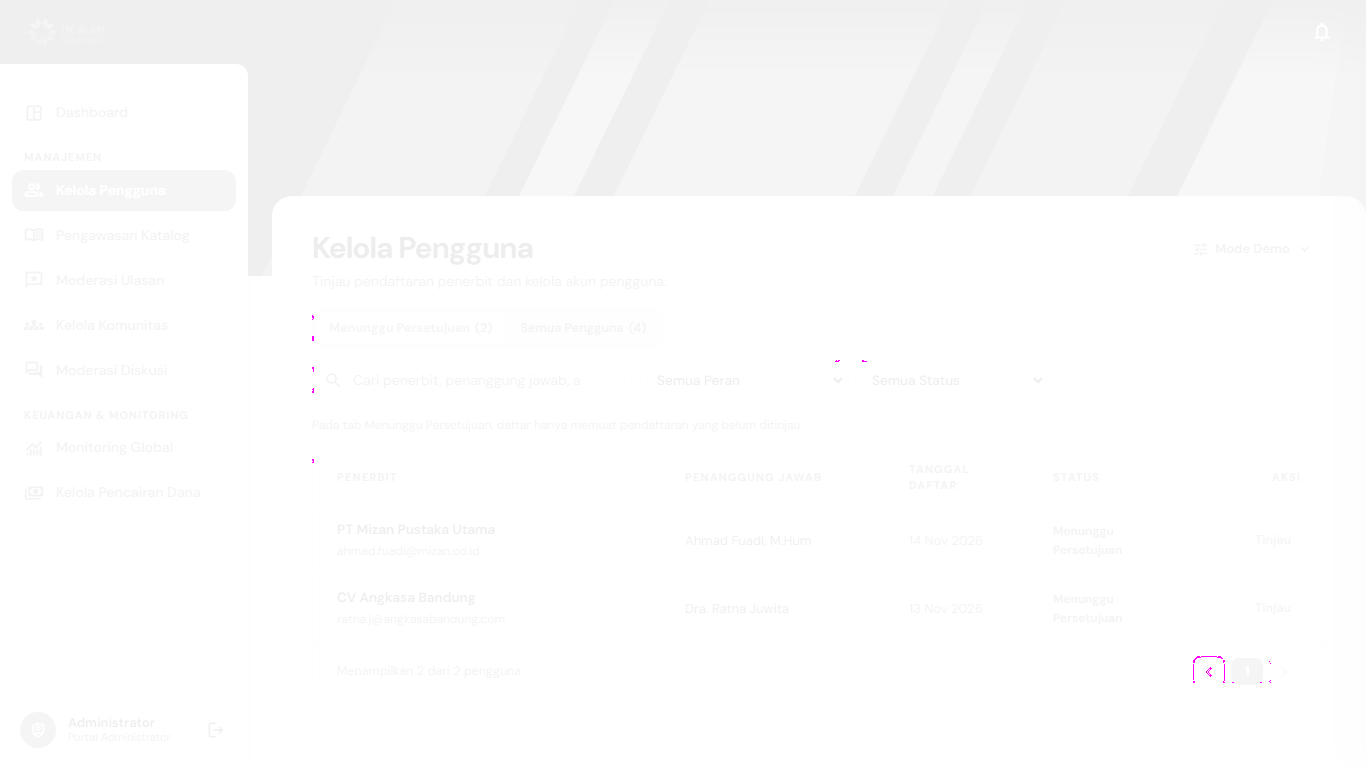 Dashboard
MANAJEMEN
Kelola Pengguna
Pengawasan Katalog
Moderasi Ulasan
Kelola Komunitas
Moderasi Diskusi
KEUANGAN & MONITORING
Monitoring Global
Kelola Pencairan Dana
Administrator
Portal Administrator
Kelola Pengguna
Mode Demo
Tinjau pendaftaran penerbit dan kelola akun pengguna.
Menunggu Persetujuan (2)
Semua Pengguna (4)
Cari penerbit, penanggung jawab, a
Semua Peran
Semua Status
Pada tab Menunggu Persetujuan, daftar hanya memuat pendaftaran yang belum ditinjau.
PENERBIT
PENANGGUNG JAWAB
TANGGAL
DAFTAR
STATUS
AKSI
PT Mizan Pustaka Utama
ahmad.fuadi@mizan.co.id
Ahmad Fuadi, M.Hum
14 Nov 2026
Menunggu
Persetujuan
Tinjau
CV Angkasa Bandung
ratna.j@angkasabandung.com
Dra. Ratna Juwita
13 Nov 2026
Menunggu
Persetujuan
Tinjau
Menampilkan 2 dari 2 pengguna
1